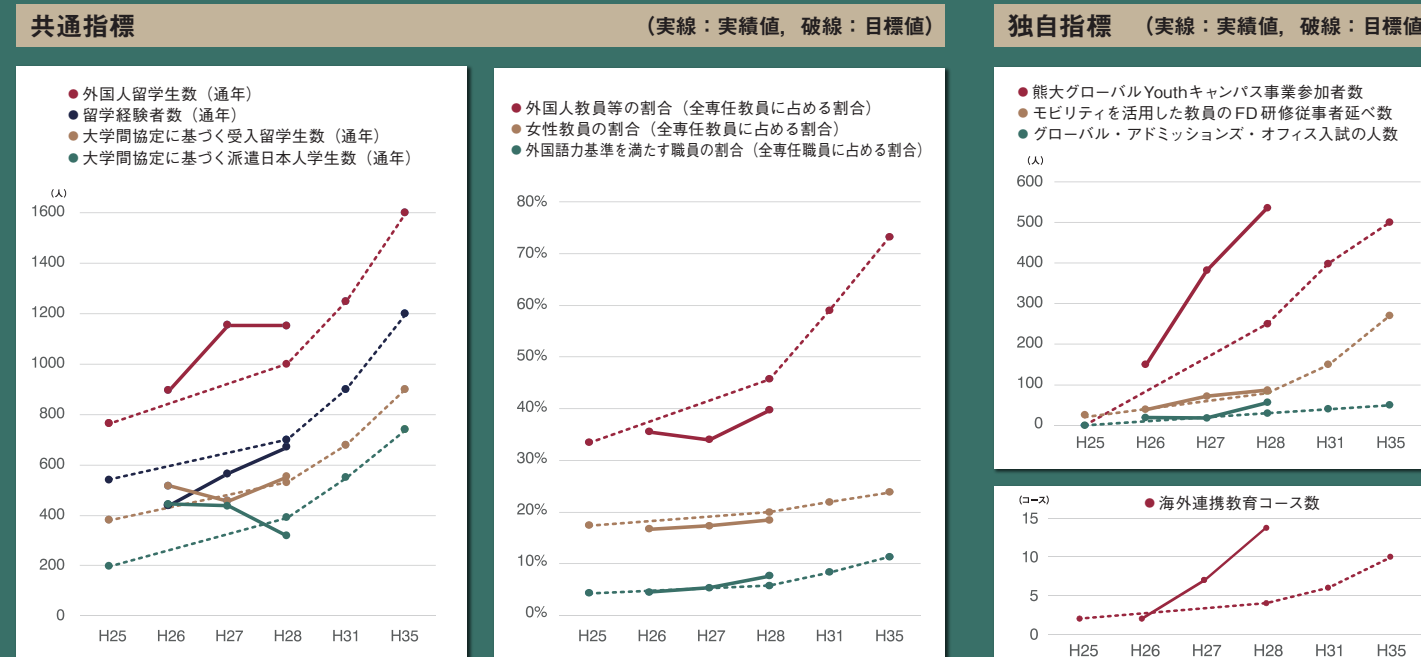 共通指標
（実線：実績値，破線：目標値）
外国人留学生数（通年）
留学経験者数（通年）
大学間協定に基づく受入留学生数（通年）
大学間協定に基づく派遣日本人学生数（通年）
（人）
1600
1400
1200
1000
800
600
400
200
0
H25 H26 H27 H28 H31 H35
外国人教員等の割合（全専任教員に占める割合）
女性教員の割合（全専任教員に占める割合）
外国語力基準を満たす職員の割合（全専任職員に占める割合）
80%
70%
60%
50%
40%
30%
20%
10%
0%
H25 H26 H27 H28 H31 H35
独自指標 （実線：実績値，破線：目標値
熊大グローバルYouthキャンパス事業参加者数
モビリティを活用した教員のFD研修従事者延べ数
グローバル・アドミッションズ・オフィス入試の人数
（人）
600
500
400
300
200
100
0
H25 H26 H27 H28 H31 H35
（コース）
海外連携教育コース数
15
10
5
0
H25 H26 H27 H28 H31 H35